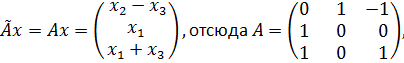 Ãx = Ax = (x₂ − x₃
x₁
x₁ + x₃), отсюда A = (0 1 −1
1 0 0
1 0 1),